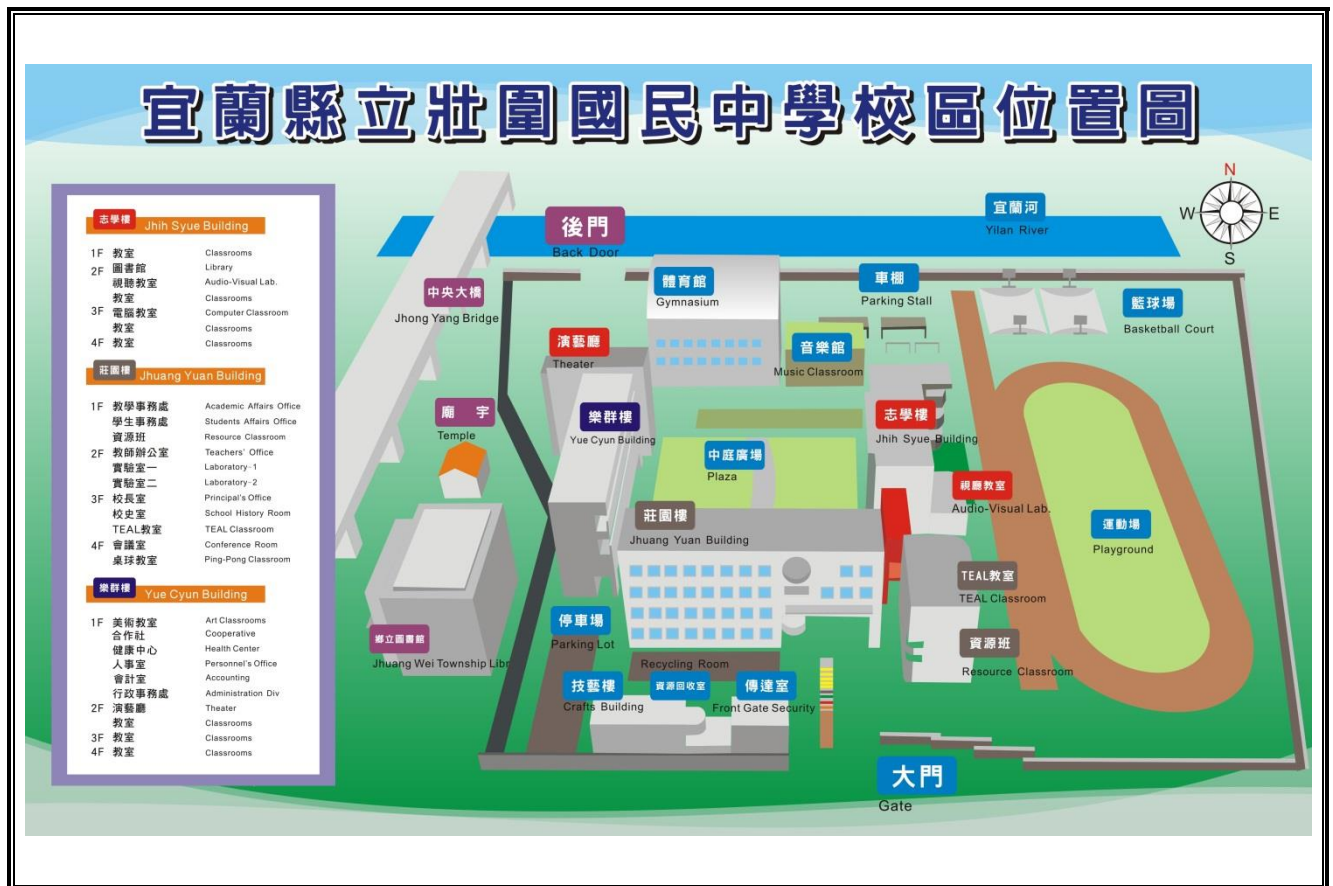 宜蘭縣立壯圍國民中學校區位置圖
志學樓 Jhih Syue Building
1F 教室 Classrooms
2F 圖書館 Library
視聽教室 Audio-Visual Lab.
教室 Classrooms
3F 電腦教室 Computer Classroom
教室 Classrooms
4F 教室 Classrooms
莊園樓 Jhuang Yuan Building
1F 教學事務處 Academic Affairs Office
學生事務處 Students Affairs Office
資源班 Resource Classroom
2F 教師辦公室 Teachers' Office
實驗室一 Laboratory-1
實驗室二 Laboratory-2
3F 校長室 Principal's Office
校史室 School History Room
TEAL教室 TEAL Classroom
4F 會議室 Conference Room
桌球教室 Ping-Pong Classroom
樂群樓 Yue Cyun Building
1F 美術教室 Art Classrooms
合作社 Cooperative
健康中心 Health Center
人事室 Personnel's Office
會計室 Accounting
行政事務處 Administration Div
2F 演藝廳 Theater
教室 Classrooms
3F 教室 Classrooms
4F 教室 Classrooms
後門
Back Door
宜蘭河
Yilan River
N
W
E
S
中央大橋
Jhong Yang Bridge
體育館
Gymnasium
車棚
Parking Stall
籃球場
Basketball Court
演藝廳
Theater
音樂館
Music Classroom
廟宇
Temple
樂群樓
Yue Cyun Building
志學樓
Jhih Syue Building
中庭廣場
Plaza
視廳教室
Audio-Visual Lab.
莊園樓
Jhuang Yuan Building
運動場
Playground
TEAL教室
TEAL Classroom
鄉立圖書館
Jhuang Wei Township Libr
停車場
Parking Lot
資源班
Resource Classroom
Recycling Room
技藝樓
Crafts Building
資源回收室
傳達室
Front Gate Security
大門
Gate